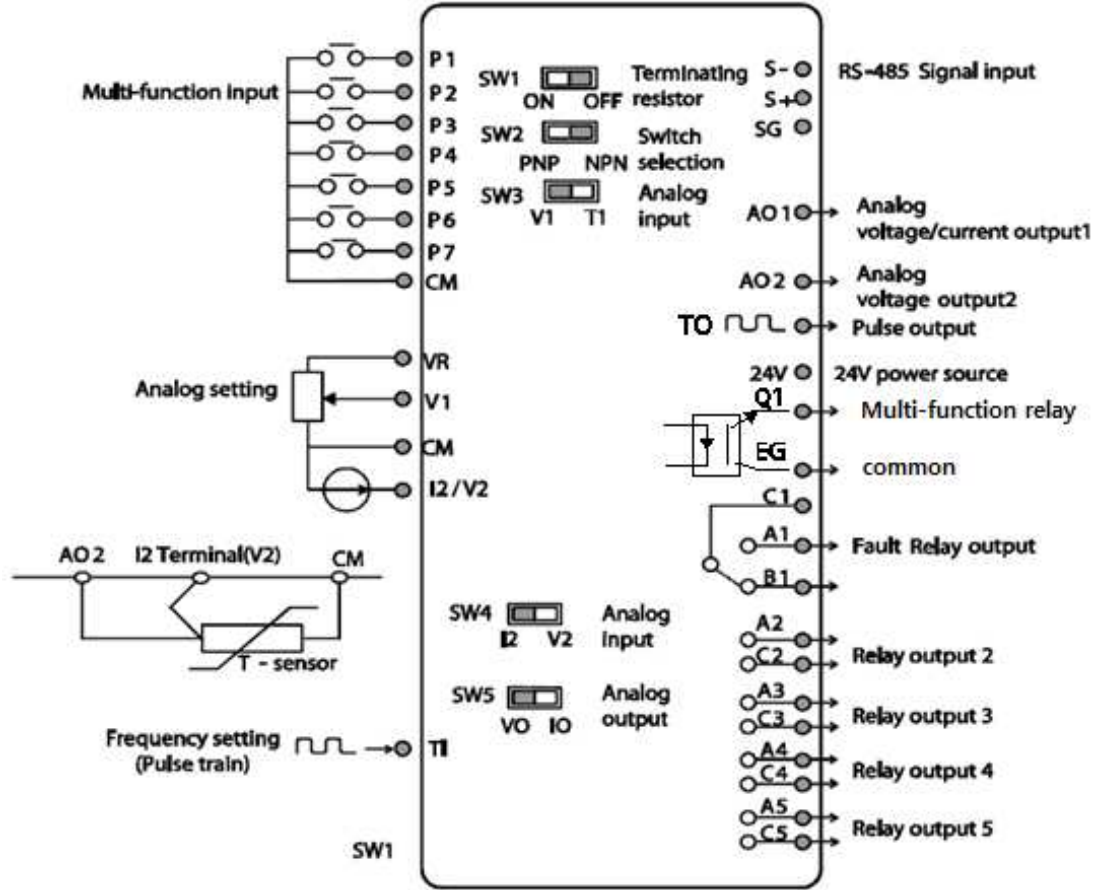 Multi-function input
P1
P2
P3
P4
P5
P6
P7
CM
SW1
ON OFF
Terminating
resistor
SW2
PNP NPN
Switch
selection
SW3
V1 T1
Analog
input
S-
S+
SG
RS-485 Signal input
AO1
Analog
voltage/current output1
AO2
Analog
voltage output2
TO
Pulse output
24V
24V power source
Q1
Multi-function relay
EG
common
C1
A1
B1
Fault Relay output
A2
C2
Relay output 2
A3
C3
Relay output 3
A4
C4
Relay output 4
A5
C5
Relay output 5
Analog setting
VR
V1
CM
I2/V2
AO2
I2 Terminal(V2)
CM
T - sensor
SW4
I2 V2
Analog
input
SW5
VO IO
Analog
output
Frequency setting
(Pulse train)
TI
SW1